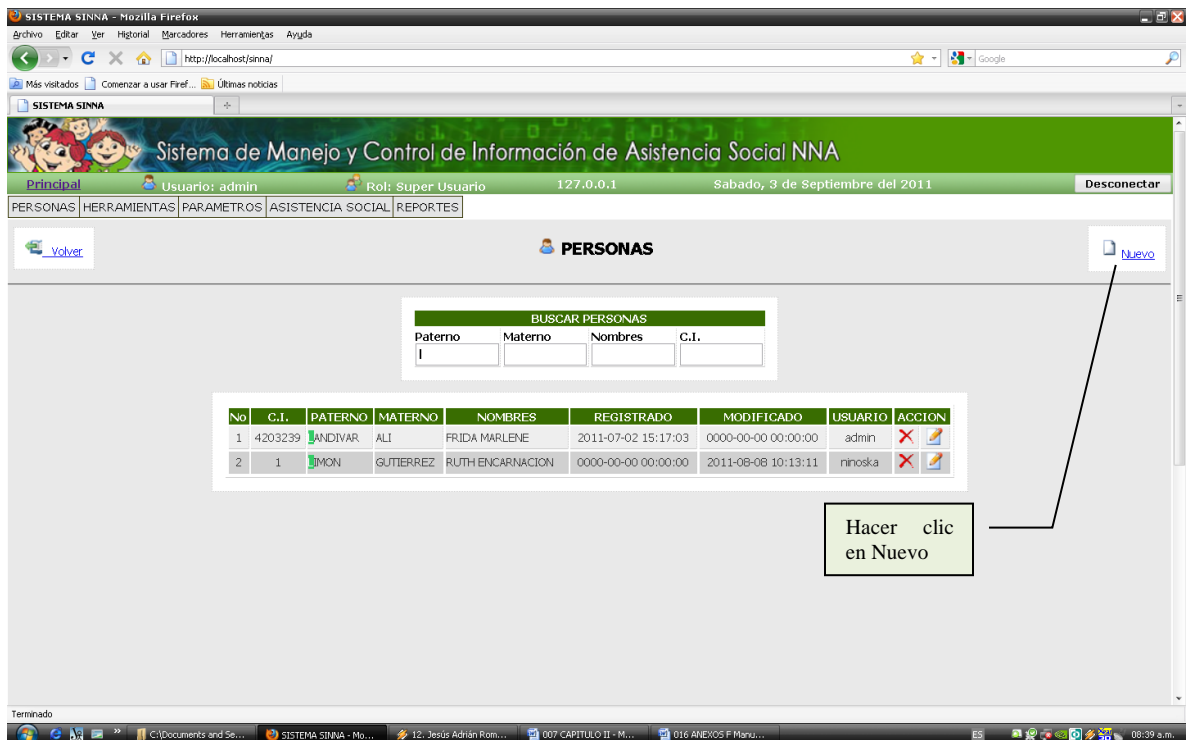 SISTEMA SINNA - Mozilla Firefox
Archivo Editar Ver Historial Marcadores Herramientas Ayuda
http://localhost/sinna/
Google
Más visitados Comenzar a usar Firef... Últimas noticias
SISTEMA SINNA
Sistema de Manejo y Control de Información de Asistencia Social NNA
Principal Usuario: admin Rol: Super Usuario 127.0.0.1 Sabado, 3 de Septiembre del 2011 Desconectar
PERSONAS HERRAMIENTAS PARAMETROS ASISTENCIA SOCIAL REPORTES
Volver PERSONAS Nuevo
BUSCAR PERSONAS
Paterno Materno Nombres C.I.
No C.I. PATERNO MATERNO NOMBRES REGISTRADO MODIFICADO USUARIO ACCION
1 4203239 ANDIVAR ALI FRIDA MARLENE 2011-07-02 15:17:03 0000-00-00 00:00:00 admin
2 1 IMON GUTIERREZ RUTH ENCARNACION 0000-00-00 00:00:00 2011-08-08 10:13:11 ninoska
Hacer clic
en Nuevo
Terminado
C:\Documents and Se... SISTEMA SINNA - Mo... 12. Jesús Adrián Rom... 007 CAPITULO II - M... 016 ANEXOS F Manu... ES 08:39 a.m.